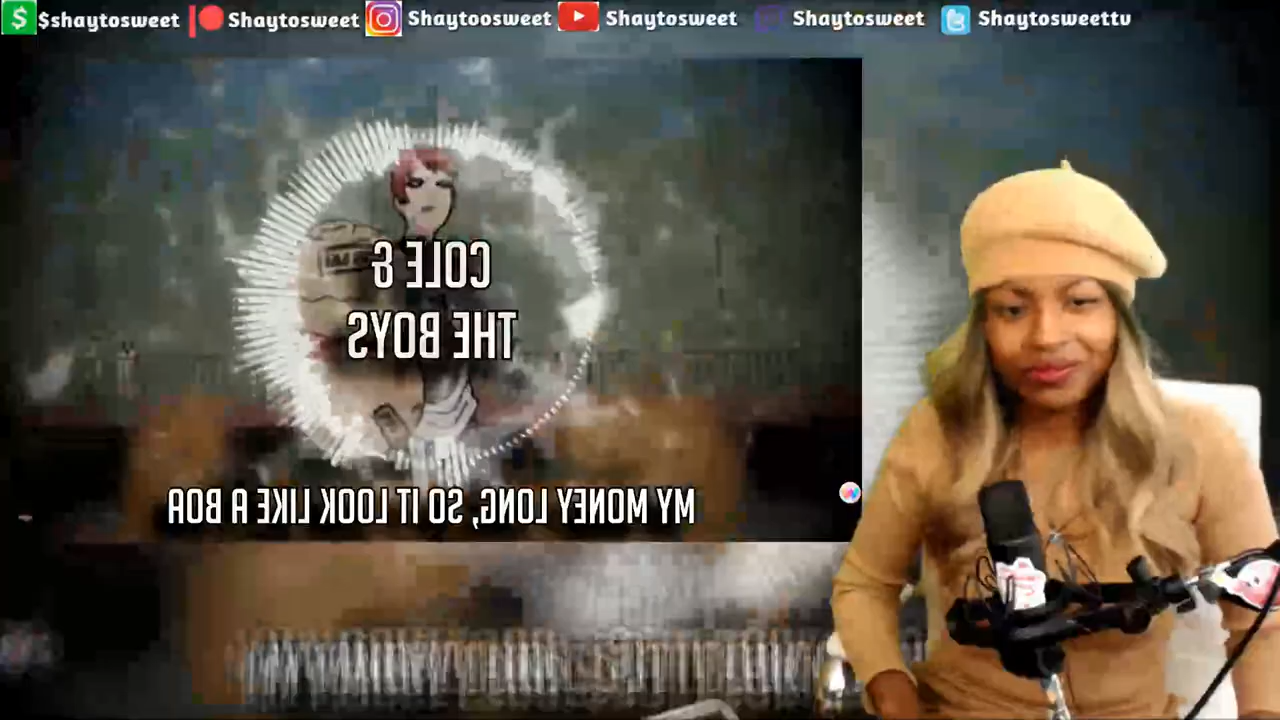 $shaytosweet Shaytosweet Shaytoosweet Shaytosweet Shaytosweet Shaytosweettv
COLE &
THE BOYS
MY MONEY LONG, SO IT LOOK LIKE A BOA